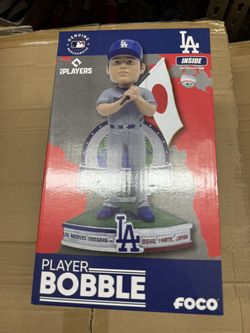 GENUINE
MERCHANDISE
MLB
PLAYERS
LA
INSIDE
LOS ANGELES DODGERS
LA
OSHU, IWATE, JAPAN
PLAYER
BOBBLE
FOCO